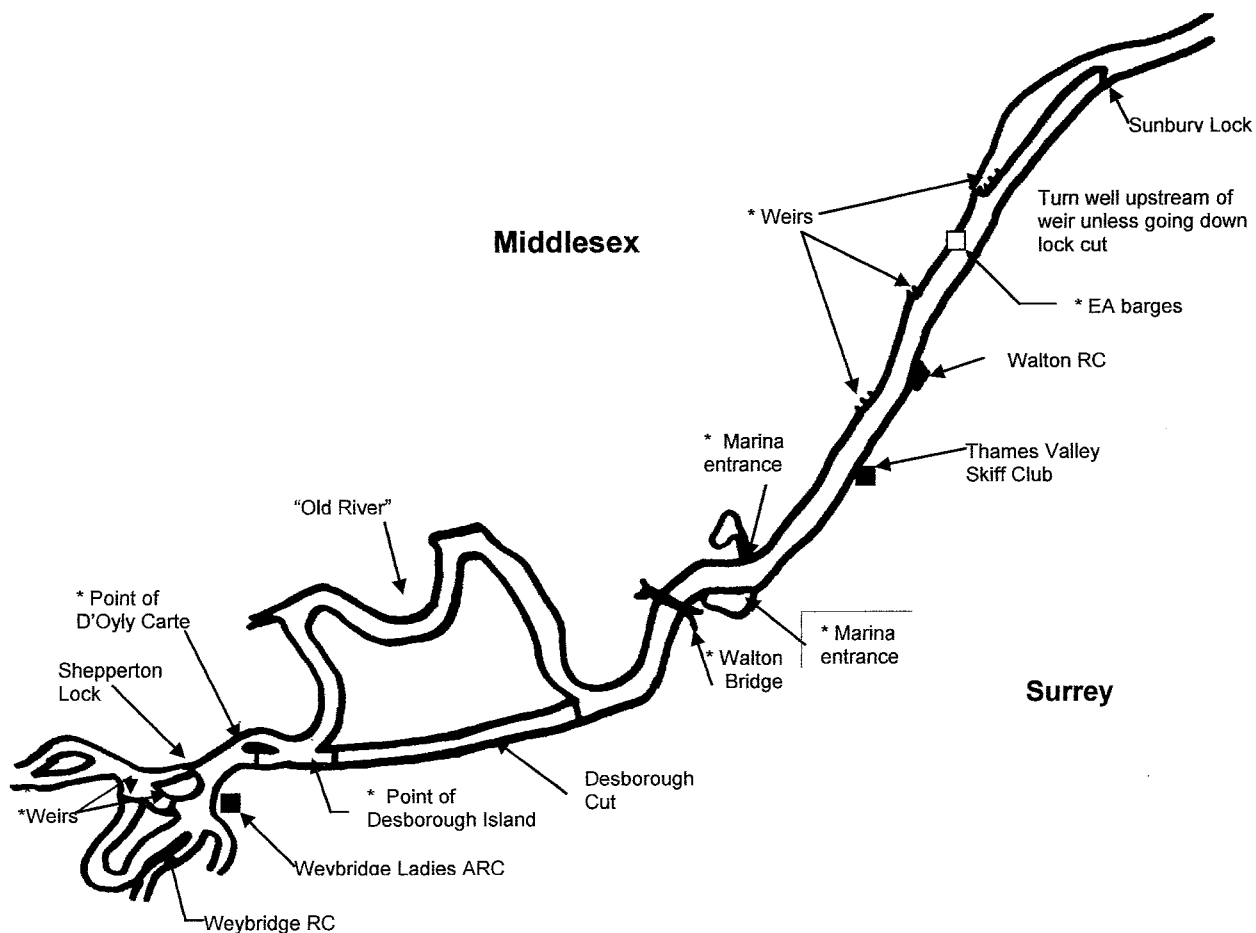 Sunbury Lock
Turn well upstream of
weir unless going down
lock cut
* Weirs
Middlesex
* EA barges
Walton RC
* Marina
entrance
Thames Valley
Skiff Club
"Old River"
* Point of
D'Oyly Carte
* Marina
entrance
* Walton
Bridge
Shepperton
Lock
Surrey
Desborough
Cut
* Point of
Desborough Island
*Weirs
Weybridge Ladies ARC
Weybridge RC